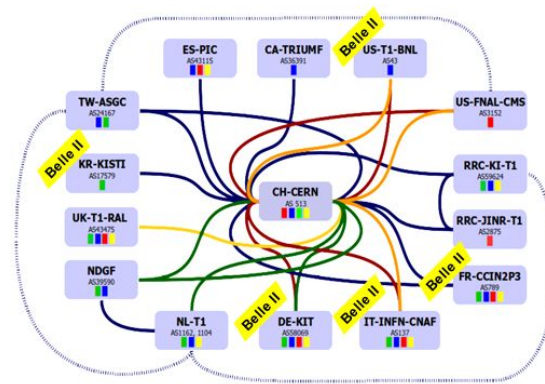 Belle II
ES-PIC
AS43115
CA-TRIUMF
AS36391
US-T1-BNL
AS43
TW-ASGC
AS24167
US-FNAL-CMS
AS3152
Belle II
KR-KISTI
AS17579
RRC-KI-T1
AS59624
CH-CERN
AS 513
UK-T1-RAL
AS43475
RRC-JINR-T1
AS2875
NDGF
AS39590
Belle II
FR-CCIN2P3
AS789
Belle II
Belle II
NL-T1
AS1162, 1104
DE-KIT
AS58069
IT-INFN-CNAF
AS137